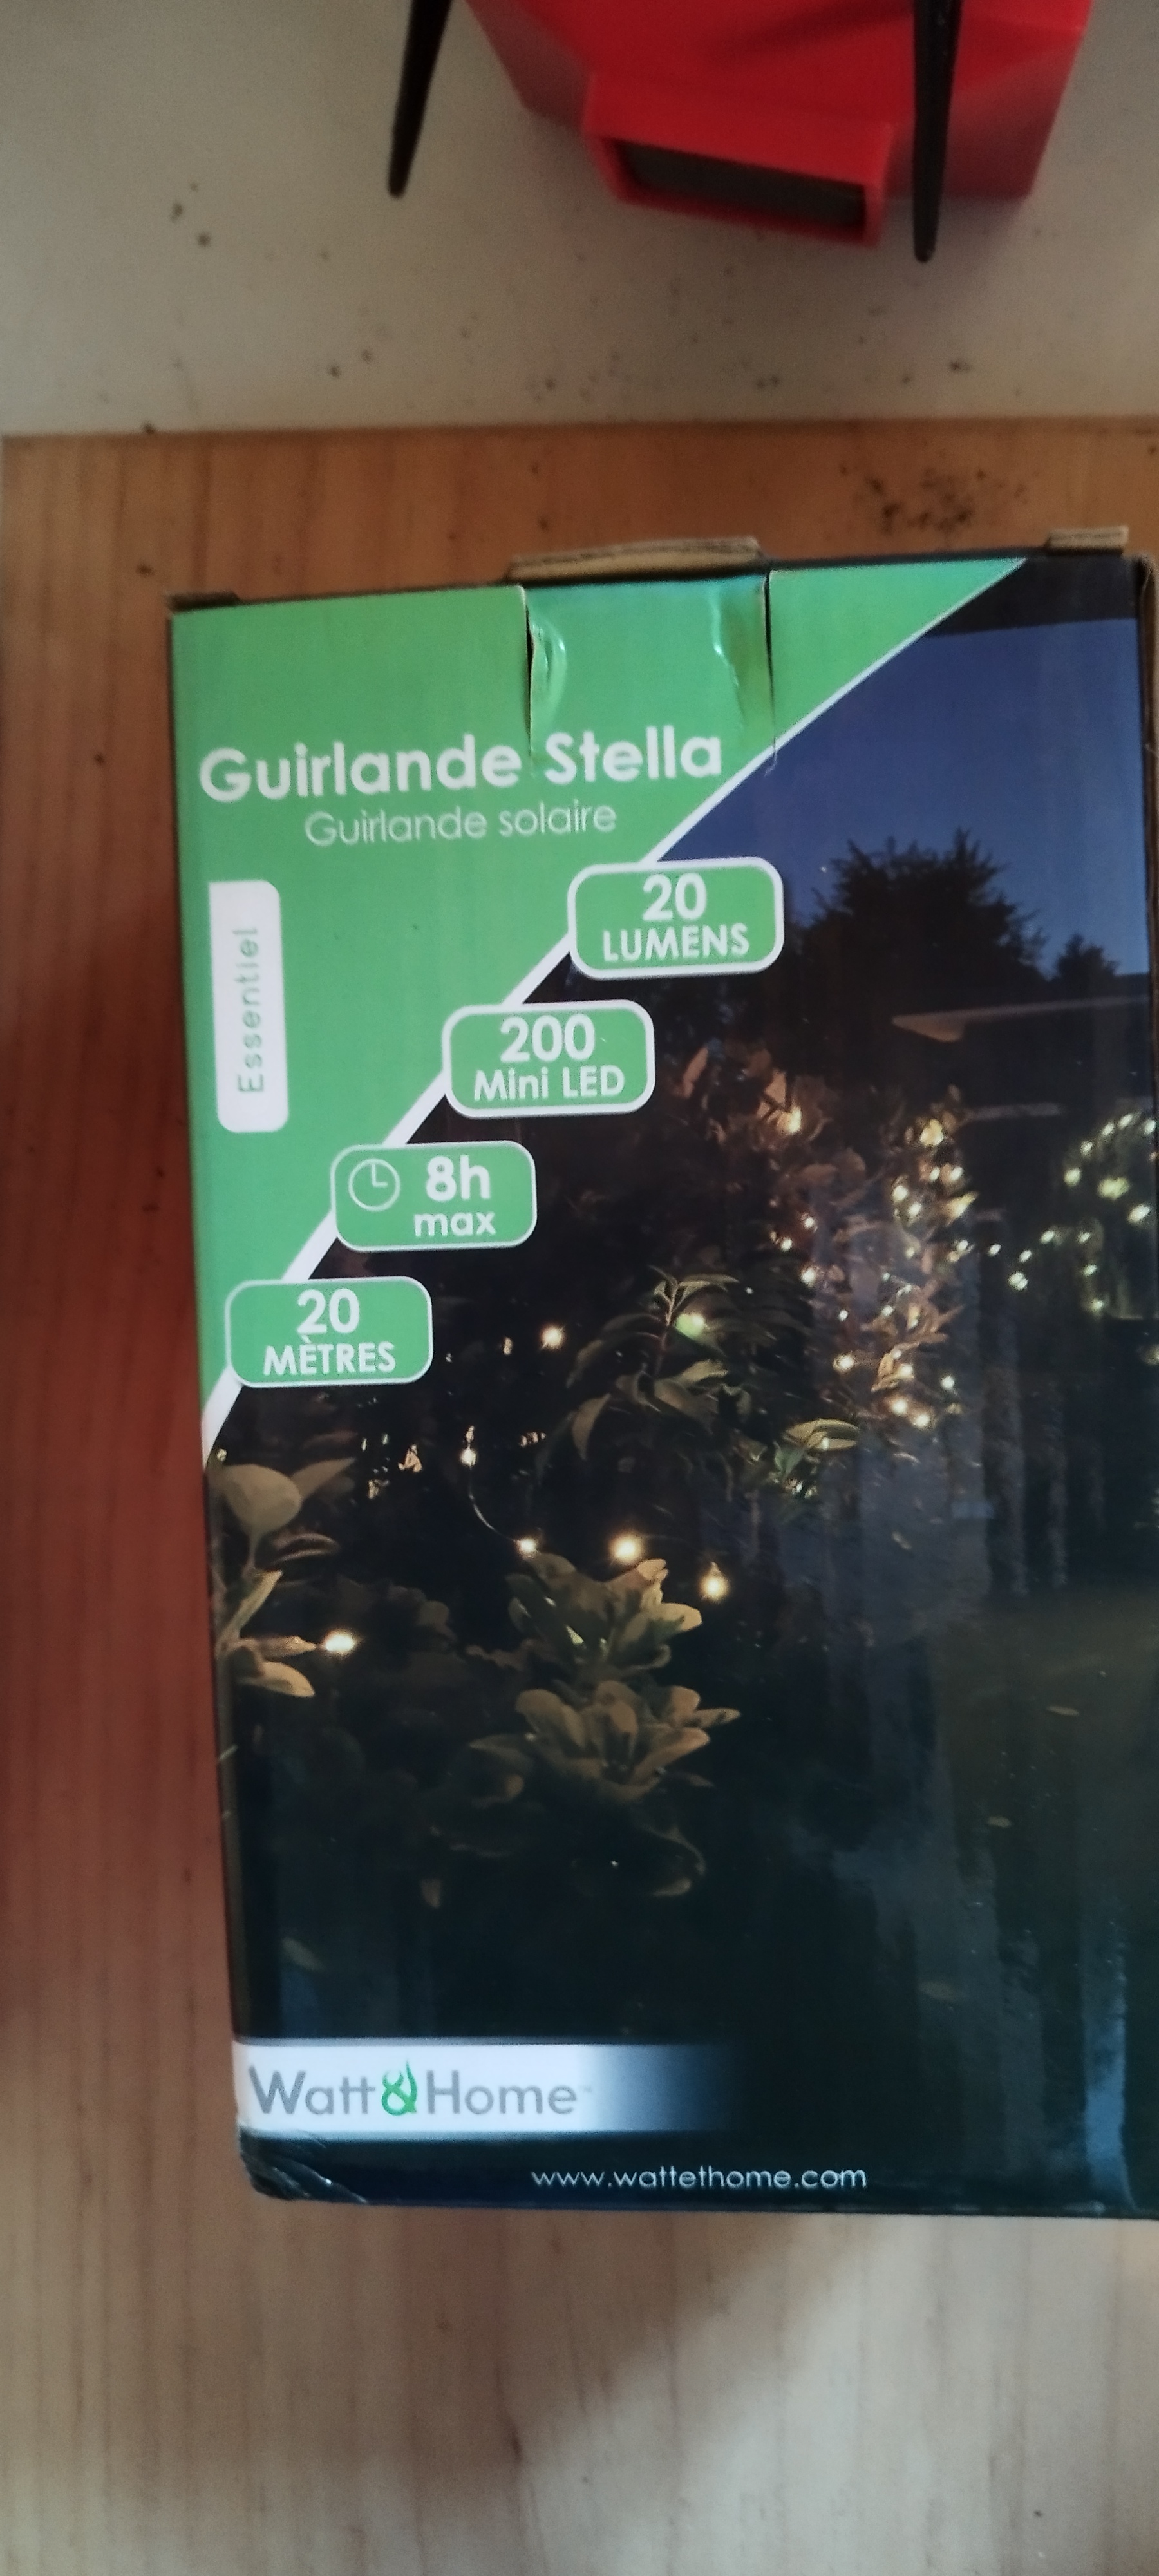 Guirlande Stella
Guirlande solaire
Essentiel
20
LUMENS
200
Mini LED
8h
max
20
MÈTRES
Watt&Home
www.wattethome.com